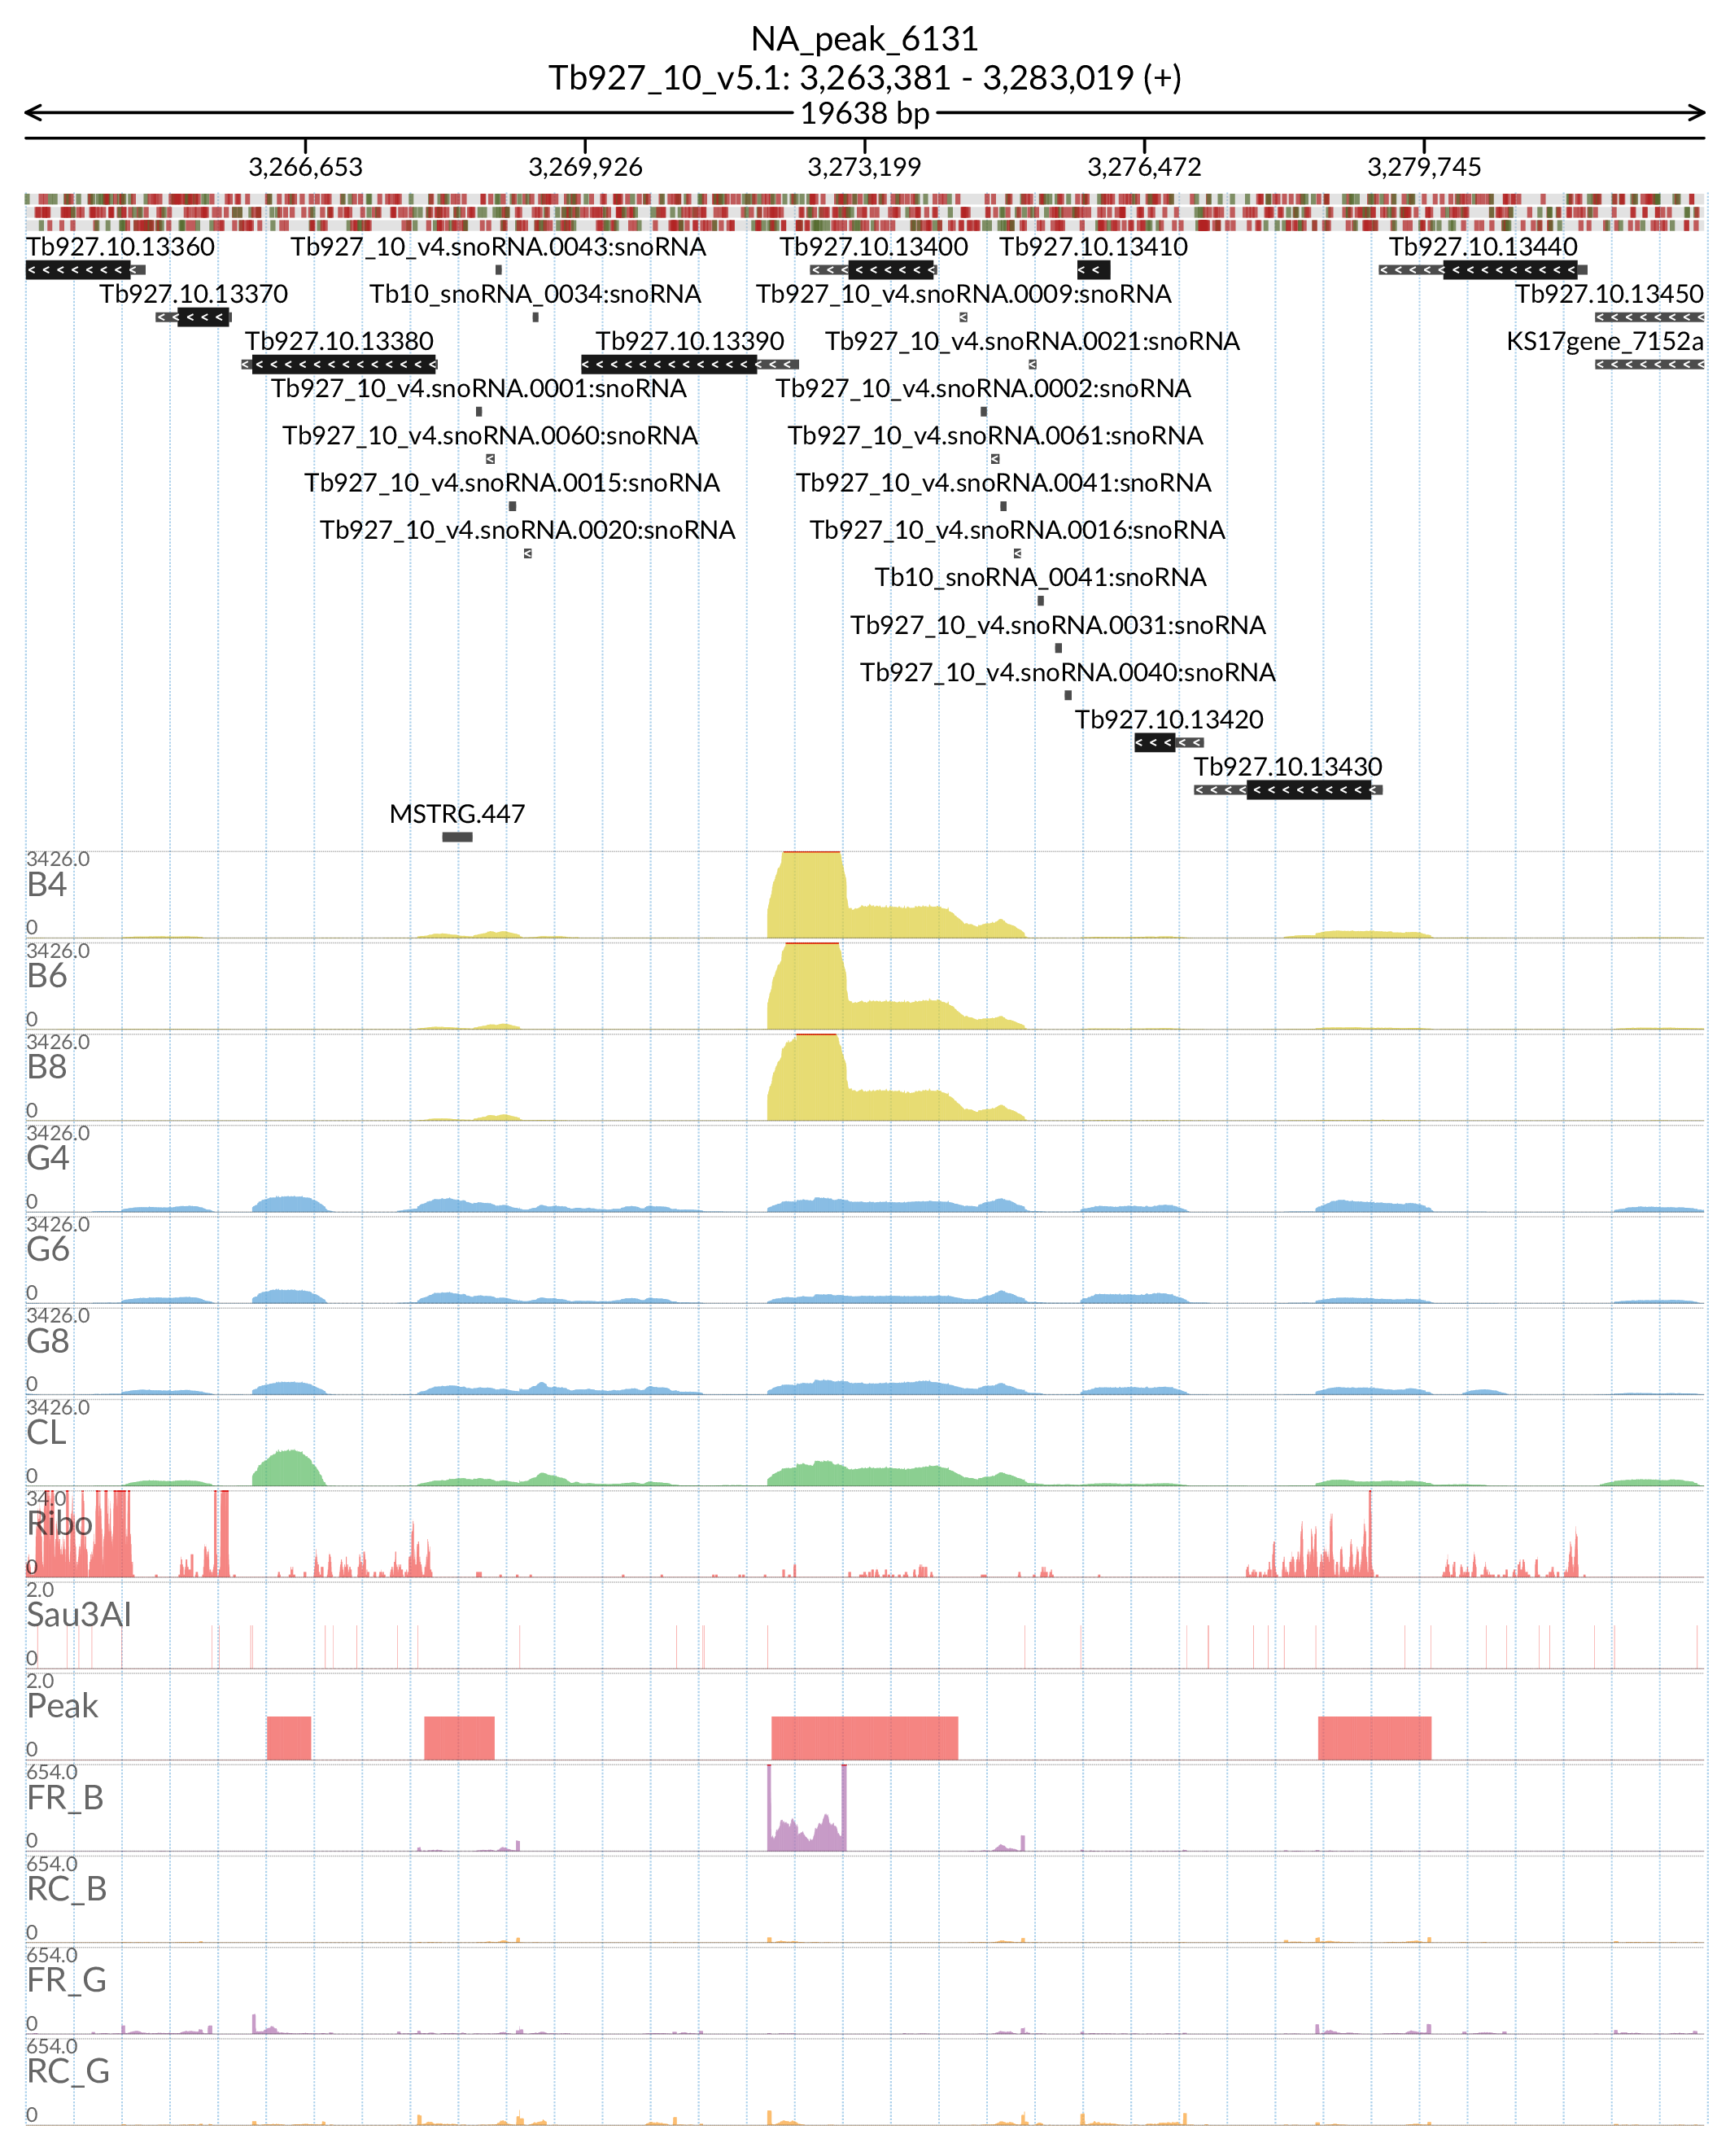 NA_peak_6131
Tb927_10_v5.1: 3,263,381 - 3,283,019 (+)
19638 bp
3,266,653 3,269,926 3,273,199 3,276,472 3,279,745
Tb927.10.13360 Tb927_10_v4.snoRNA.0043:snoRNA Tb927.10.13400 Tb927.10.13410 Tb927.10.13440
Tb927.10.13370 Tb10_snoRNA_0034:snoRNA Tb927_10_v4.snoRNA.0009:snoRNA Tb927.10.13450
Tb927.10.13380 Tb927.10.13390 Tb927_10_v4.snoRNA.0021:snoRNA KS17gene_7152a
Tb927_10_v4.snoRNA.0001:snoRNA Tb927_10_v4.snoRNA.0002:snoRNA
Tb927_10_v4.snoRNA.0060:snoRNA Tb927_10_v4.snoRNA.0061:snoRNA
Tb927_10_v4.snoRNA.0015:snoRNA Tb927_10_v4.snoRNA.0041:snoRNA
Tb927_10_v4.snoRNA.0020:snoRNA Tb927_10_v4.snoRNA.0016:snoRNA
Tb10_snoRNA_0041:snoRNA
Tb927_10_v4.snoRNA.0031:snoRNA
Tb927_10_v4.snoRNA.0040:snoRNA
Tb927.10.13420
Tb927.10.13430
MSTRG.447
3426.0
B4
0
3426.0
B6
0
3426.0
B8
0
3426.0
G4
0
3426.0
G6
0
3426.0
G8
0
3426.0
CL
0
34.0
Ribo
0
2.0
Sau3AI
0
2.0
Peak
0
654.0
FR_B
0
654.0
RC_B
0
654.0
FR_G
0
654.0
RC_G
0